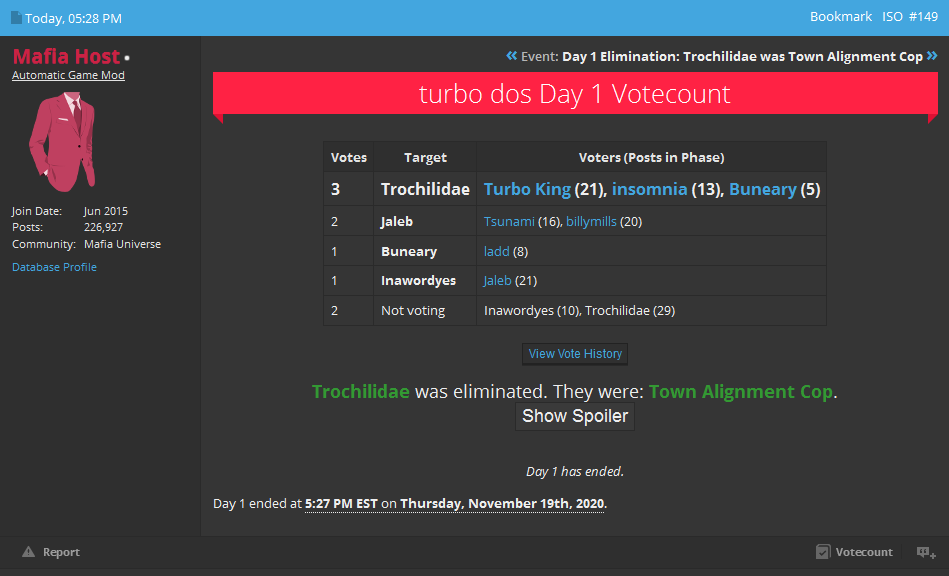 Today, 05:28 PM
Bookmark ISO #149
Mafia Host
Automatic Game Mod
Join Date: Jun 2015
Posts: 226,927
Community: Mafia Universe
Database Profile
« Event: Day 1 Elimination: Trochilidae was Town Alignment Cop »
turbo dos Day 1 Votecount
Votes Target Voters (Posts in Phase)
3 Trochilidae Turbo King (21), insomnia (13), Buneary (5)
2 Jaleb Tsunami (16), billymills (20)
1 Buneary ladd (8)
1 Inawordyes Jaleb (21)
2 Not voting Inawordyes (10), Trochilidae (29)
View Vote History
Trochilidae was eliminated. They were: Town Alignment Cop.
Show Spoiler
Day 1 has ended.
Day 1 ended at 5:27 PM EST on Thursday, November 19th, 2020.
Report
Votecount